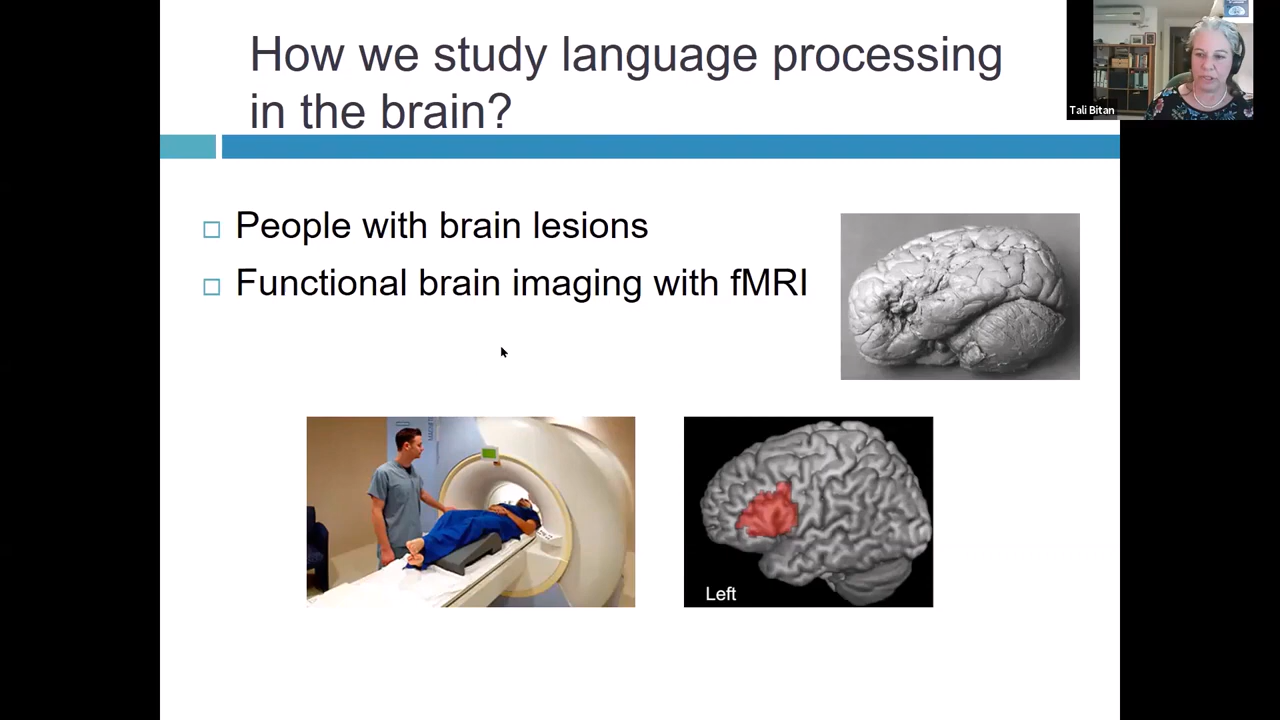 How we study language processing
in the brain?
Tali Bitan
People with brain lesions
Functional brain imaging with fMRI
Left